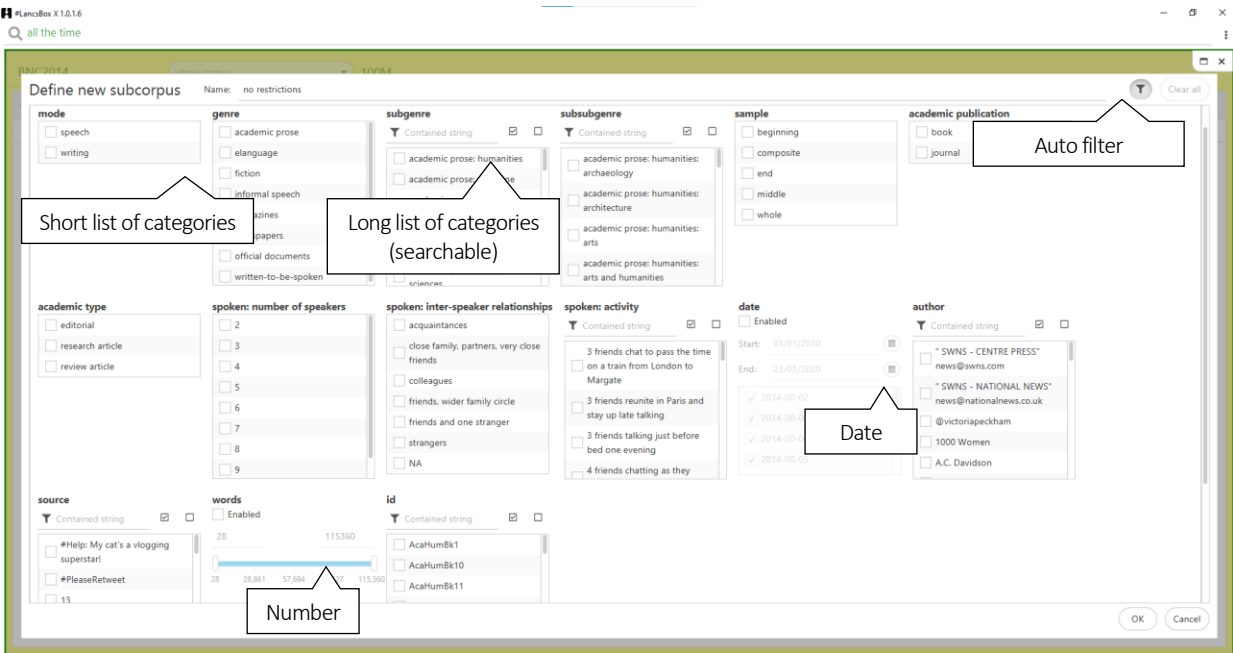 #LancsBox X 1.0.1.6
all the time
BNC2014 whole corpus 100M
Define new subcorpus Name: no restrictions Clear all
mode
speech
writing
genre
academic prose
elanguage
fiction
informal speech
official documents
written-to-be-spoken
subgenre
Contained string
academic prose: humanities
academic prose:
sciences
subsubgenre
Contained string
academic prose: humanities:
archaeology
academic prose: humanities:
architecture
academic prose: humanities:
arts
academic prose: humanities:
arts and humanities
sample
beginning
composite
end
middle
whole
academic publication
book
journal
Auto filter
Short list of categories
Long list of categories
(searchable)
academic type
editorial
research article
review article
spoken: number of speakers
2
3
4
5
6
7
8
9
spoken: inter-speaker relationships
acquaintances
close family, partners, very close
friends
colleagues
friends, wider family circle
friends and one stranger
strangers
NA
spoken: activity
Contained string
3 friends chat to pass the time
on a train from London to
Margate
3 friends reunite in Paris and
stay up late talking
3 friends talking just before
bed one evening
4 friends chatting as they
date
Enabled
Start: 01/01/2010
End: 22/05/2020
2014-00-02
2014-00-05
Date
author
Contained string
" SWNS - CENTRE PRESS"
news@swns.com
" SWNS - NATIONAL NEWS"
news@nationalnews.co.uk
@victoriapeckham
1000 Women
A.C. Davidson
source
Contained string
#Help: My cat's a vlogging
superstar!
#PleaseRetweet
13
words
Enabled
28 115360
28 28,861 57,694 115,360
Number
id
Contained string
AcaHumBk1
AcaHumBk10
AcaHumBk11
OK Cancel